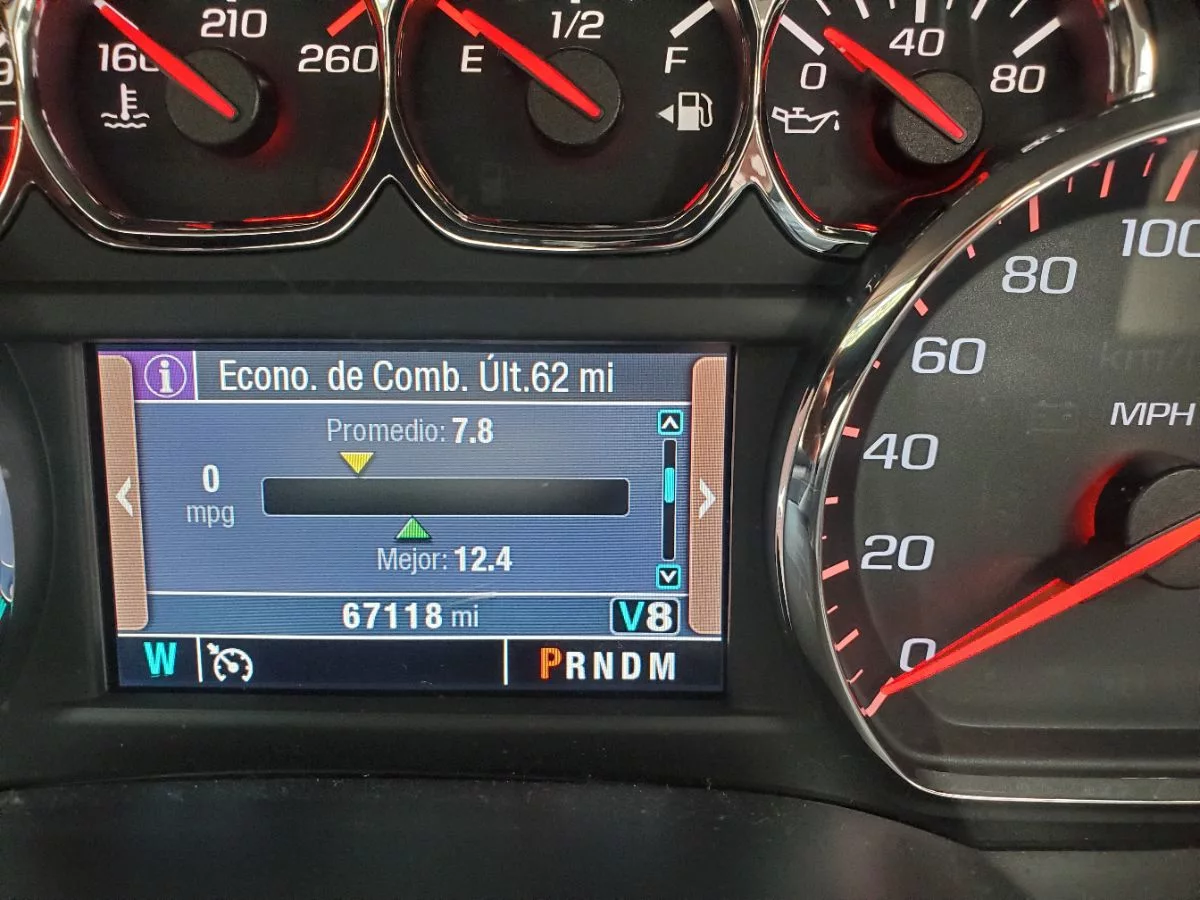 210
160
260
1/2
E
F
40
0
80
100
80
60
MPH
40
20
0
Econo. de Comb. Últ.62 mi
Promedio: 7.8
0
mpg
Mejor: 12.4
67118 mi
V8
W
PRNDM